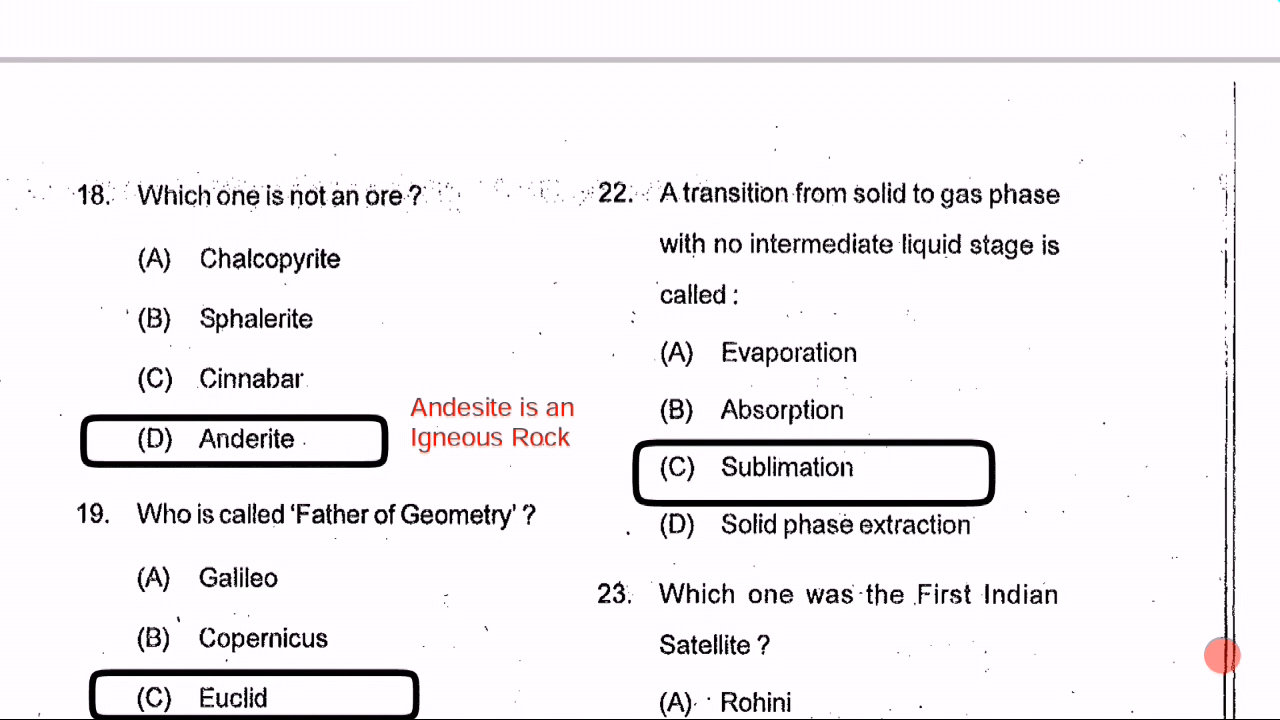 18. Which one is not an ore ?
(A) Chalcopyrite
(B) Sphalerite
(C) Cinnabar
(D) Anderite
Andesite is an
Igneous Rock
19. Who is called ‘Father of Geometry’ ?
(A) Galileo
(B) Copernicus
(C) Euclid
22. A transition from solid to gas phase
with no intermediate liquid stage is
called :
(A) Evaporation
(B) Absorption
(C) Sublimation
(D) Solid phase extraction
23. Which one was the First Indian
Satellite ?
(A) Rohini